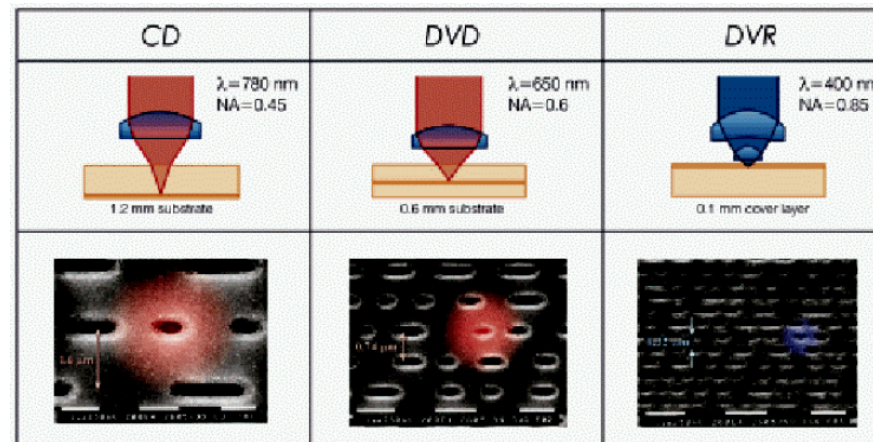 CD
DVD
DVR
λ=780 nm
NA=0.45
λ=650 nm
NA=0.6
λ=400 nm
NA=0.85
1.2 mm substrate
0.6 mm substrate
0.1 mm cover layer
1.6 μm
0.74 μm